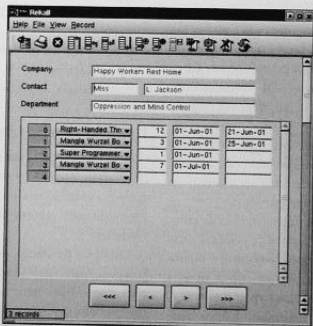 Rekall
Help File View Record
Company Happy Workers Rest Home
Contact Miss L. Jackson
Department Oppression and Mind Control
0 Right-Handed Thr 12 01-Jun-01 21-Jun-01
1 Mangle Wurzel Bo 3 01-Jun-01 25-Jun-01
2 Super Programmer 1 01-Jun-01
3 Mangle Wurzel Bo 7 01-Jul-01
4
<<< < > >>>
3 records